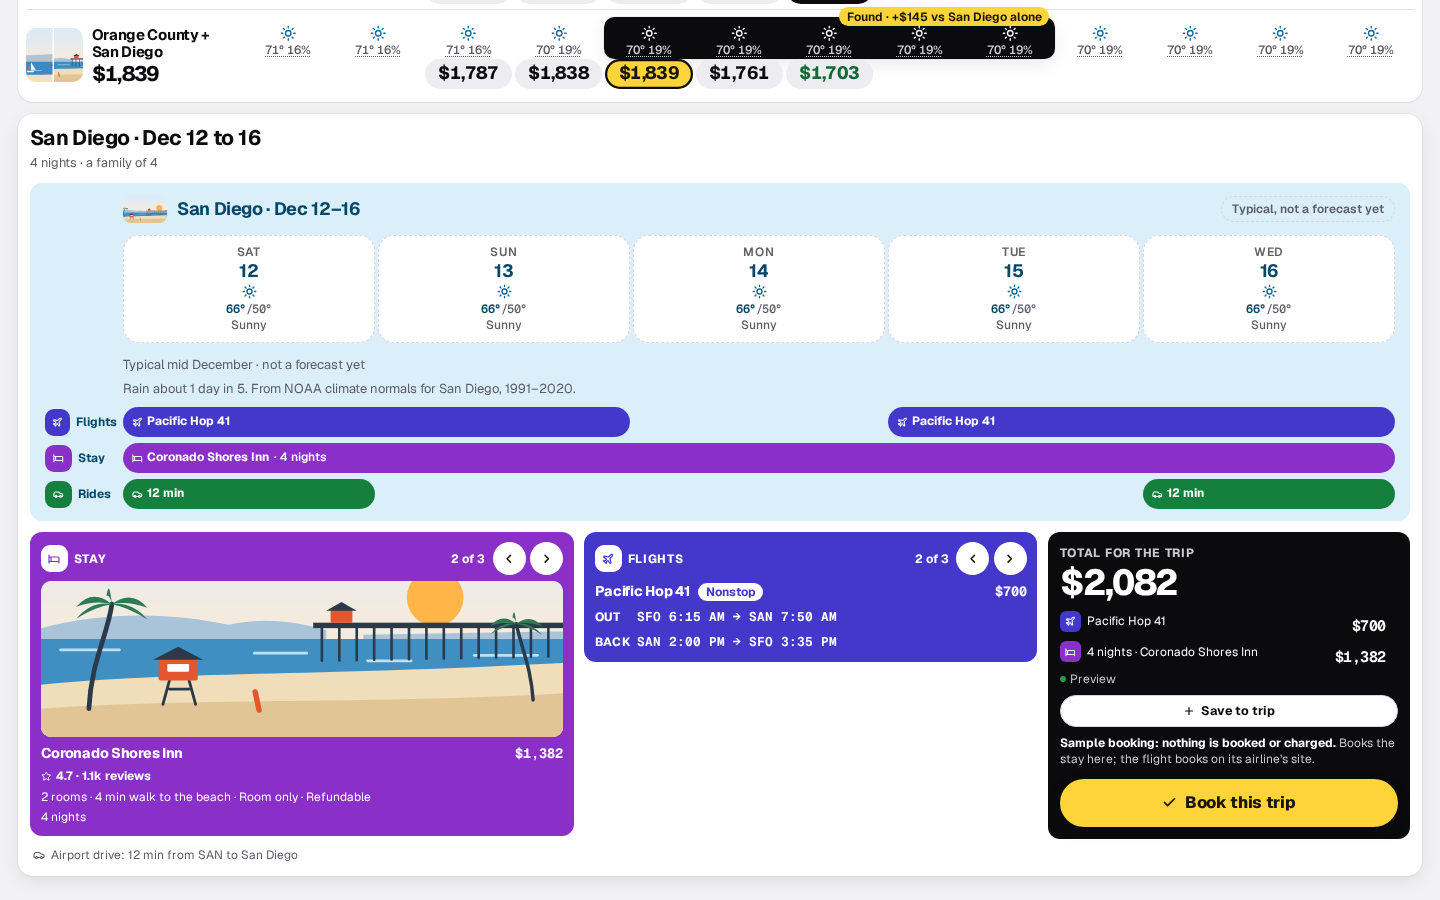 Found · +$145 vs San Diego alone
Orange County + San Diego
$1,839
71° 16% 71° 16% 71° 16% 70° 19% 70° 19% 70° 19% 70° 19% 70° 19% 70° 19% 70° 19% 70° 19% 70° 19% 70° 19%
$1,787 $1,838 $1,839 $1,761 $1,703
San Diego · Dec 12 to 16
4 nights · a family of 4
San Diego · Dec 12–16
Typical, not a forecast yet
SAT SUN MON TUE WED
12 13 14 15 16
66° /50° 66° /50° 66° /50° 66° /50° 66° /50°
Sunny Sunny Sunny Sunny Sunny
Typical mid December · not a forecast yet
Rain about 1 day in 5. From NOAA climate normals for San Diego, 1991–2020.
Flights Pacific Hop 41 Pacific Hop 41
Stay Coronado Shores Inn · 4 nights
Rides 12 min 12 min
STAY 2 of 3
Coronado Shores Inn $1,382
4.7 · 1.1k reviews
2 rooms · 4 min walk to the beach · Room only · Refundable
4 nights
FLIGHTS 2 of 3
Pacific Hop 41 Nonstop $700
OUT SFO 6:15 AM → SAN 7:50 AM
BACK SAN 2:00 PM → SFO 3:35 PM
TOTAL FOR THE TRIP
$2,082
Pacific Hop 41 $700
4 nights · Coronado Shores Inn $1,382
Preview
+ Save to trip
Sample booking: nothing is booked or charged. Books the
stay here; the flight books on its airline's site.
Book this trip
Airport drive: 12 min from SAN to San Diego